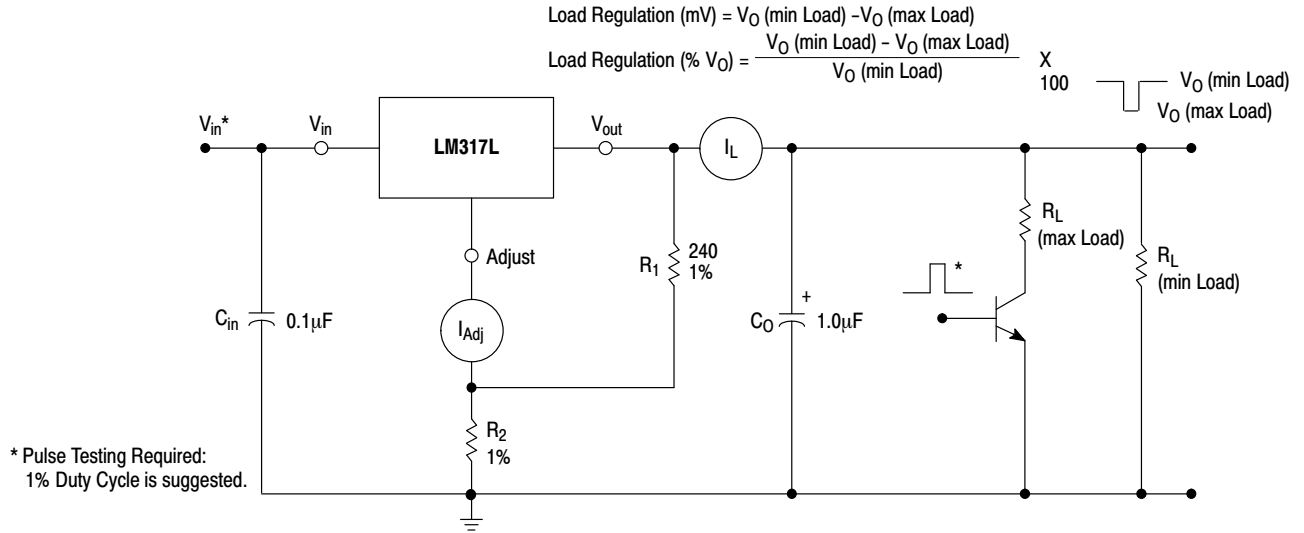 Load Regulation (mV) = VO (min Load) -VO (max Load)
Load Regulation (% VO) = VO (min Load) - VO (max Load)
VO (min Load)
X
100
VO (min Load)
VO (max Load)
Vin*
Vin
LM317L
Vout
IL
Adjust
R1
240
1%
RL
(max Load)
RL
(min Load)
*
Cin
0.1μF
IAdj
CO
+
1.0μF
R2
1%
* Pulse Testing Required:
1% Duty Cycle is suggested.